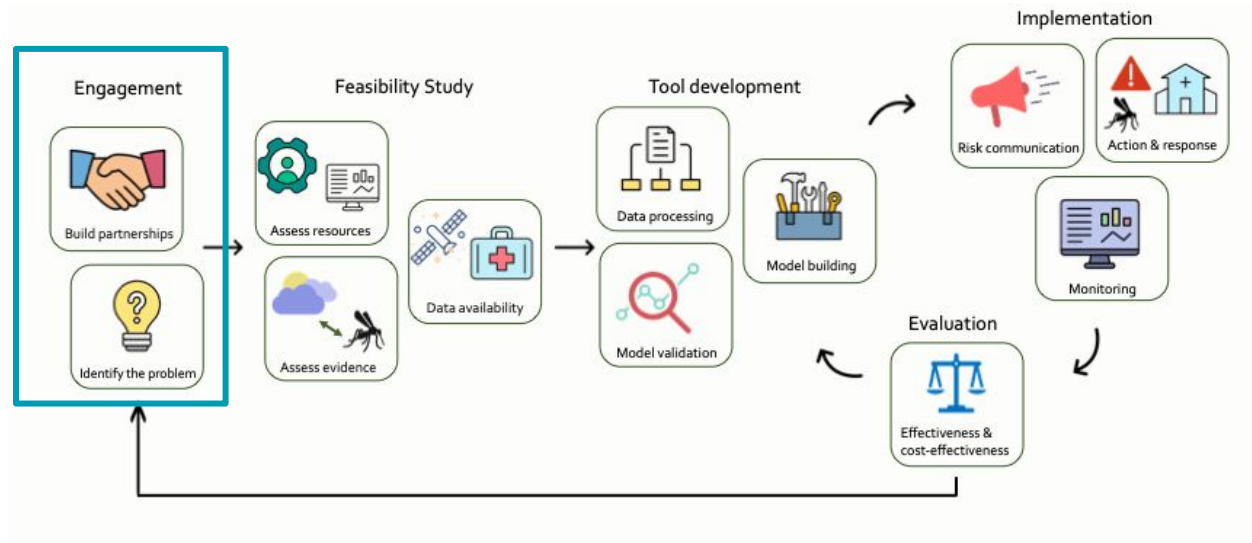 Engagement
Build partnerships
Identify the problem
Feasibility Study
Assess resources
Data availability
Assess evidence
Tool development
Data processing
Model building
Model validation
Implementation
Risk communication
Action & response
Monitoring
Evaluation
Effectiveness &
cost-effectiveness